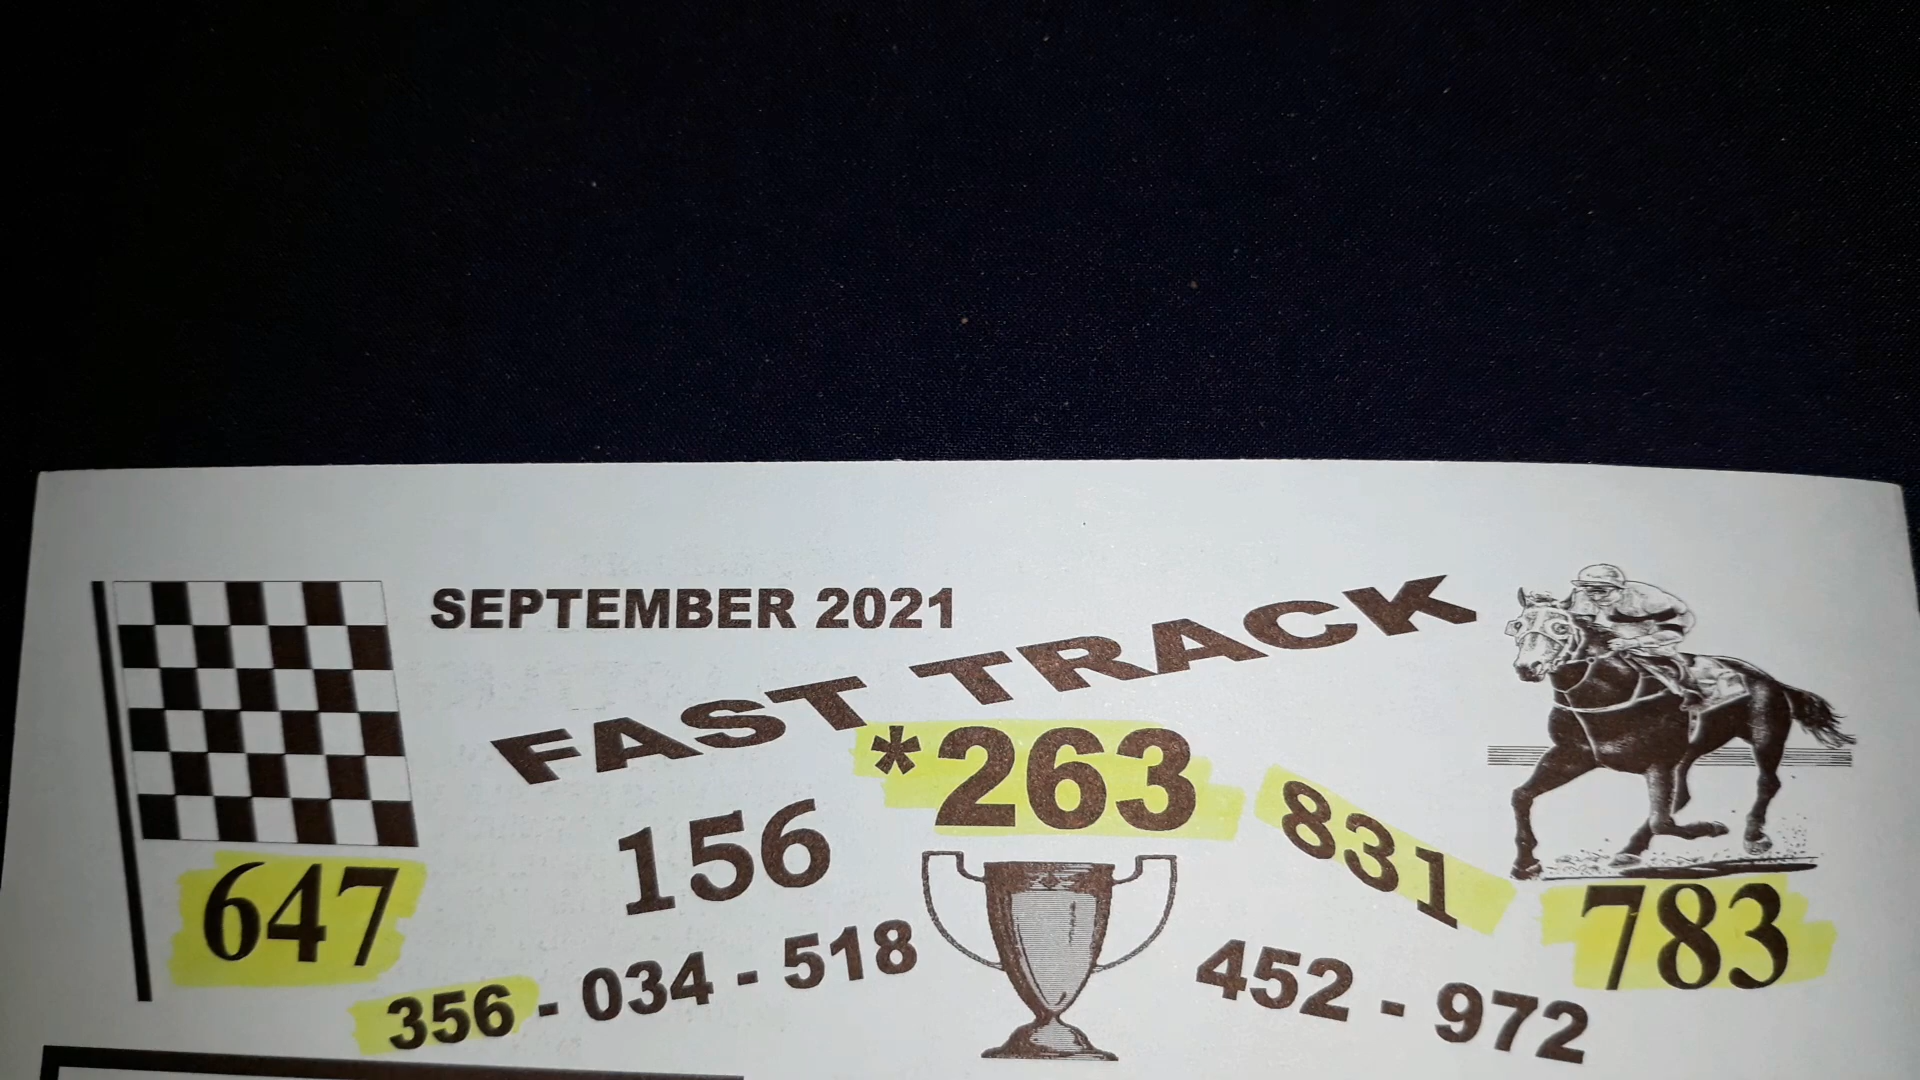 SEPTEMBER 2021
FAST TRACK
*263
156
831
647
783
356 - 034 - 518
452 - 972